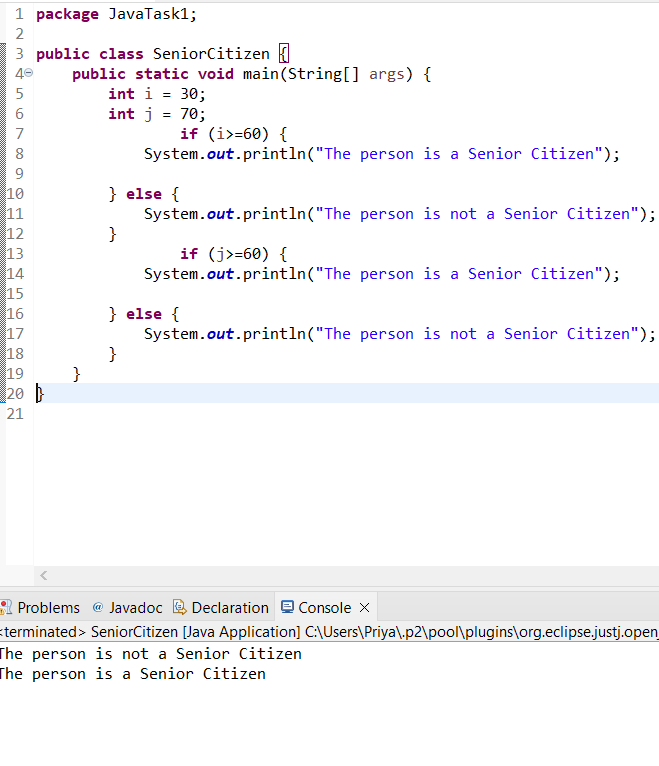 1 package JavaTask1;
2
3 public class SeniorCitizen {
4 public static void main(String[] args) {
5 int i = 30;
6 int j = 70;
7 if (i>=60) {
8 System.out.println("The person is a Senior Citizen");
9
10 } else {
11 System.out.println("The person is not a Senior Citizen");
12 }
13 if (j>=60) {
14 System.out.println("The person is a Senior Citizen");
15
16 } else {
17 System.out.println("The person is not a Senior Citizen");
18 }
19 }
20 }
21
Problems @ Javadoc Declaration Console
<terminated> SeniorCitizen [Java Application] C:\Users\Priya\.p2\pool\plugins\org.eclipse.justj.openj
The person is not a Senior Citizen
The person is a Senior Citizen